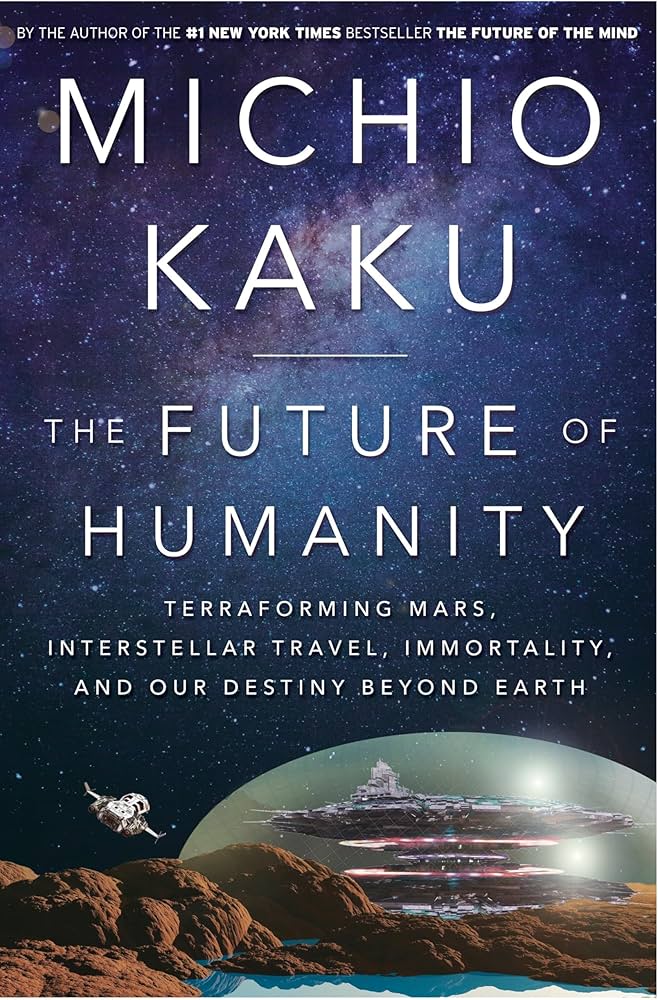 BY THE AUTHOR OF THE #1 NEW YORK TIMES BESTSELLER THE FUTURE OF THE MIND
MICHIO
KAKU
THE FUTURE OF
HUMANITY
TERRAFORMING MARS,
INTERSTELLAR TRAVEL, IMMORTALITY,
AND OUR DESTINY BEYOND EARTH